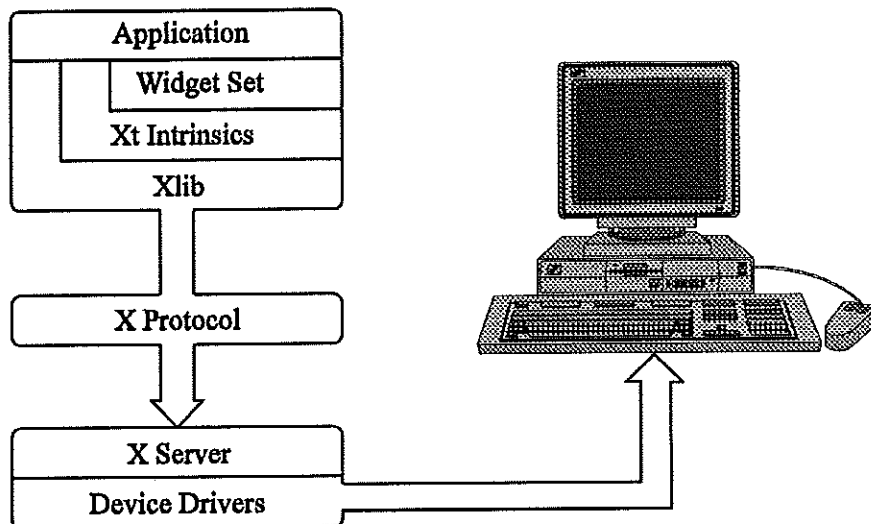 Application
Widget Set
Xt Intrinsics
Xlib
X Protocol
X Server
Device Drivers